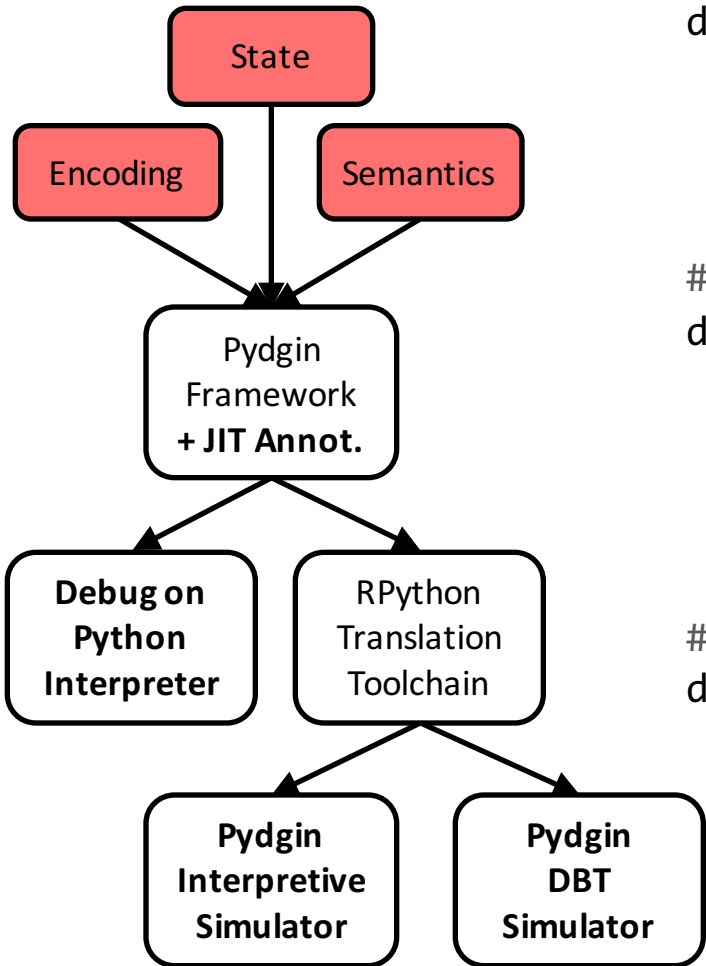 State
Encoding
Semantics
Pydgin
Framework
+ JIT Annot.
Debug on
Python
Interpreter
RPython
Translation
Toolchain
Pydgin
Interpretive
Simulator
Pydgin
DBT
Simulator
d
#
d
#
d